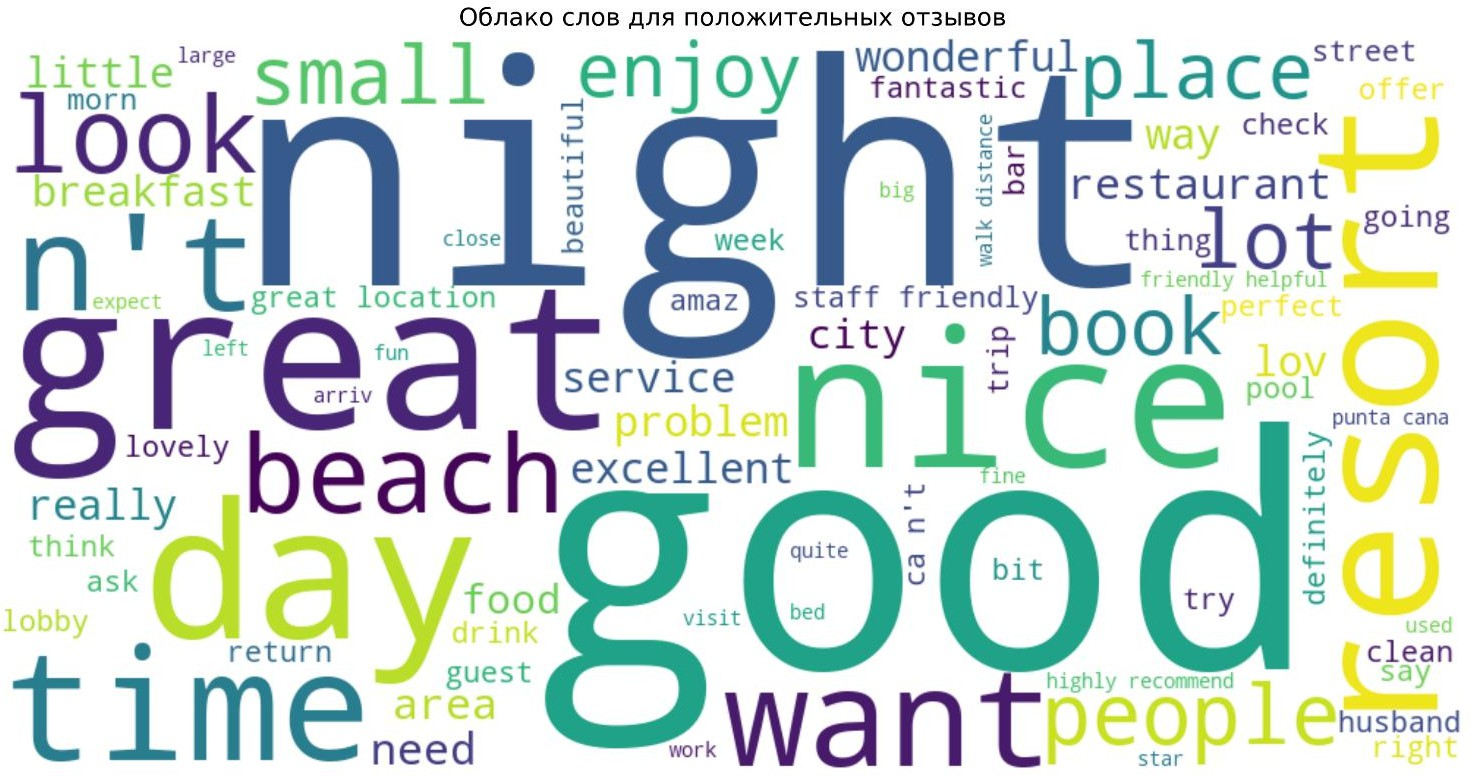 Облако слов для положительных отзывов
little
large
small
enjoy
wonderful
place
street
morn
look
night
fantastic
offer
beautiful
way
check
breakfast
big
walk distance
bar
restaurant
resort
n't
close
week
thing
lot
going
expect
great location
amaz
staff friendly
friendly helpful
perfect
great
left
fun
city
trip
book
arriv
service
nice
lov
pool
problem
punta cana
lovely
beach
excellent
fine
really
good
ca n't
definitely
think
day
quite
bit
ask
food
visit
bed
try
lobby
drink
used
time
return
guest
want
highly recommend
people
clean
say
area
need
work
star
husband
right